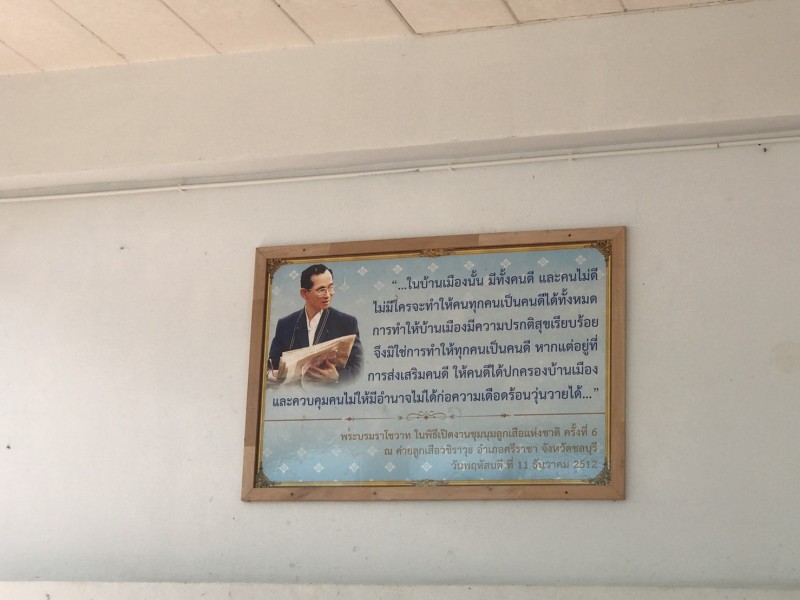 “...ในบ้านเมืองนั้น มีทั้งคนดี และคนไม่ดี
ไม่มีใครจะทำให้คนทุกคนเป็นคนดีได้ทั้งหมด
การทำให้บ้านเมืองมีความปรกติสุขเรียบร้อย
จึงมิใช่การทำให้ทุกคนเป็นคนดี หากแต่อยู่ที่
การส่งเสริมคนดี ให้คนดีได้ปกครองบ้านเมือง
และควบคุมคนไม่ให้มีอำนาจไม่ได้ก่อความเดือดร้อนวุ่นวายได้...”
พระบรมราโชวาท ในพิธีเปิดงานชุมนุมลูกเสือแห่งชาติ ครั้งที่ 6
ณ ค่ายลูกเสือวชิราวุธ อำเภอศรีราชา จังหวัดชลบุรี
วันพฤหัสบดี ที่ 11 ธันวาคม 2512